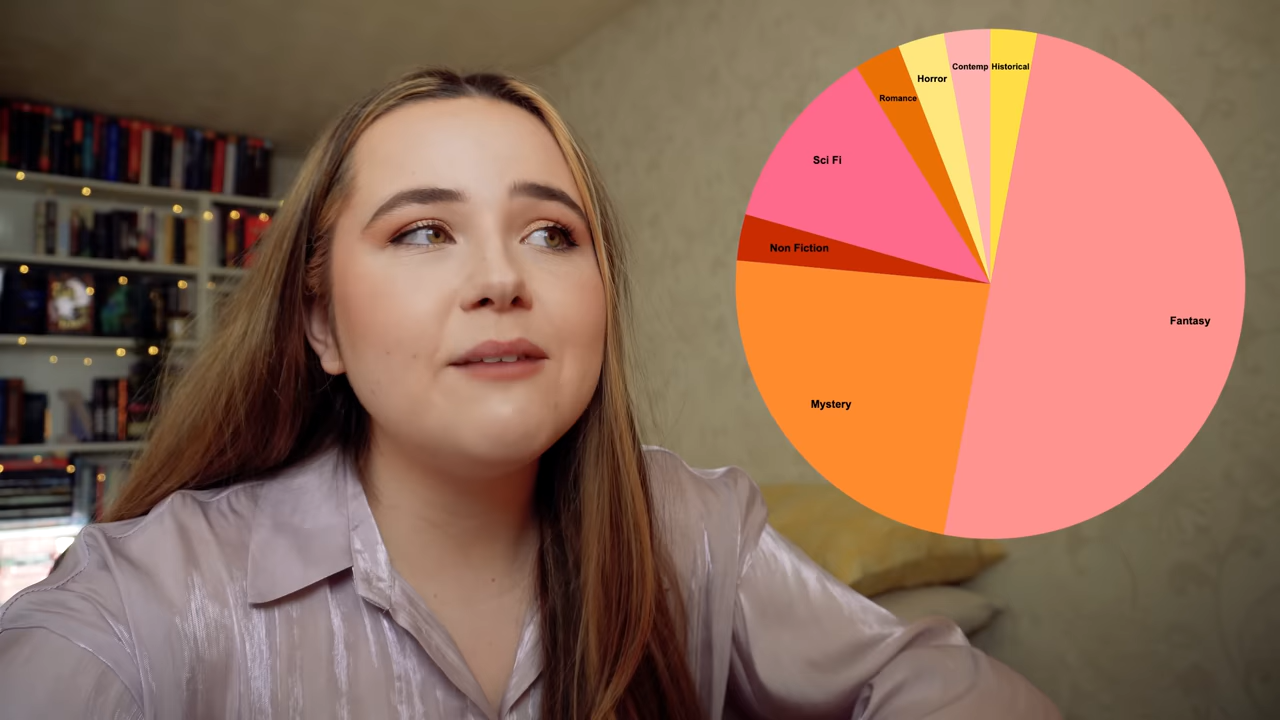 Contemp
Historical
Horror
Romance
Sci Fi
Non Fiction
Fantasy
Mystery